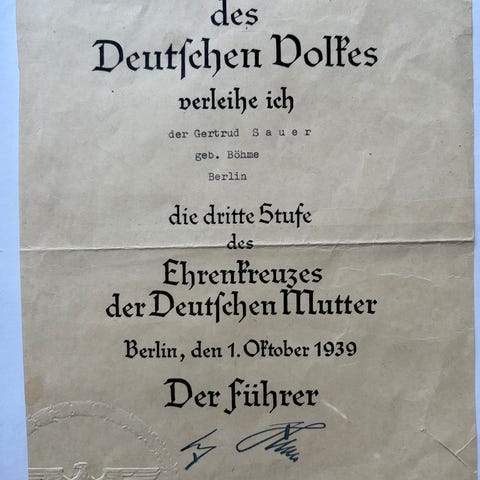 des
Deutschen Volkes
verleihe ich
der Gertrud S a u e r
geb. Böhme
Berlin
die dritte Stufe
des
Ehrenkreuzes
der Deutschen Mutter
Berlin, den 1. Oktober 1939
Der Führer